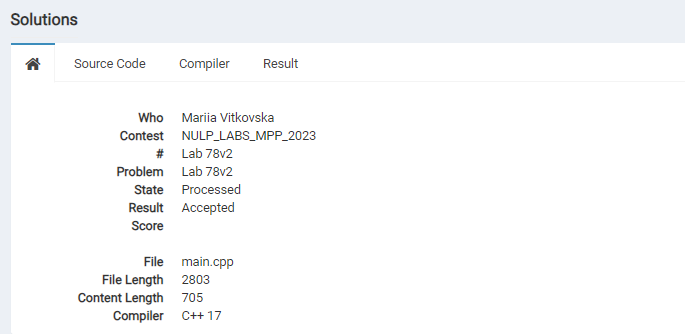 Solutions
Source Code Compiler Result
Who Mariia Vitkovska
Contest NULP_LABS_MPP_2023
# Lab 78v2
Problem Lab 78v2
State Processed
Result Accepted
Score
File main.cpp
File Length 2803
Content Length 705
Compiler C++ 17